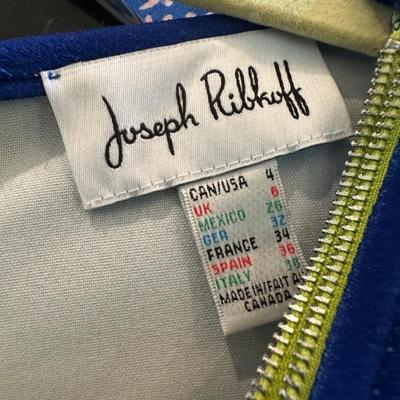 Joseph Ribkoff
CAN/USA 4
UK 6
MEXICO 26
GER 32
FRANCE 34
SPAIN 36
ITALY 38
MADE IN/FAIT AU
CANADA